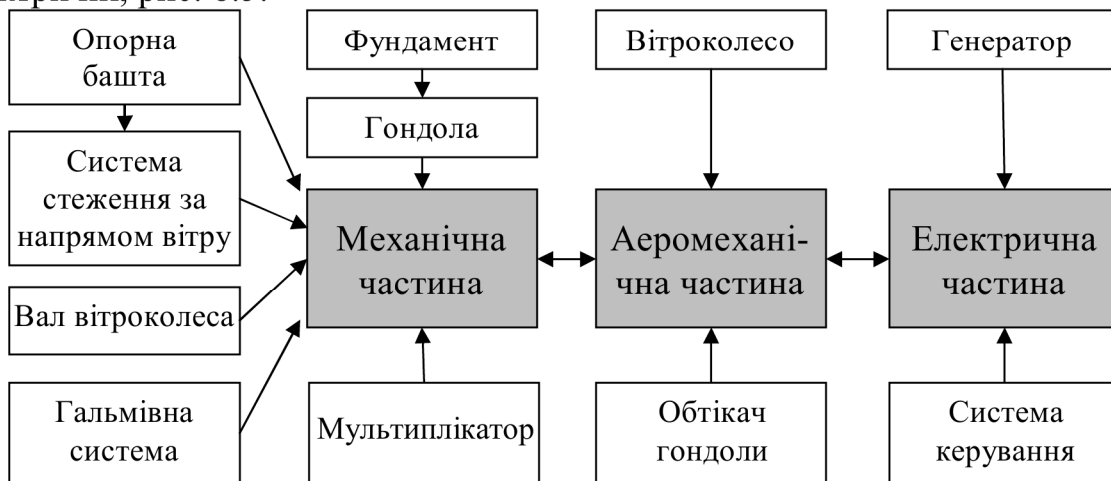 Опорна
башта
Фундамент
Вітроколесо
Генератор
Гондола
Система
стеження за
напрямом вітру
Механічна
частина
Аеромехані-
чна частина
Електрична
частина
Вал вітроколеса
Гальмівна
система
Мультиплікатор
Обтікач
гондоли
Система
керування